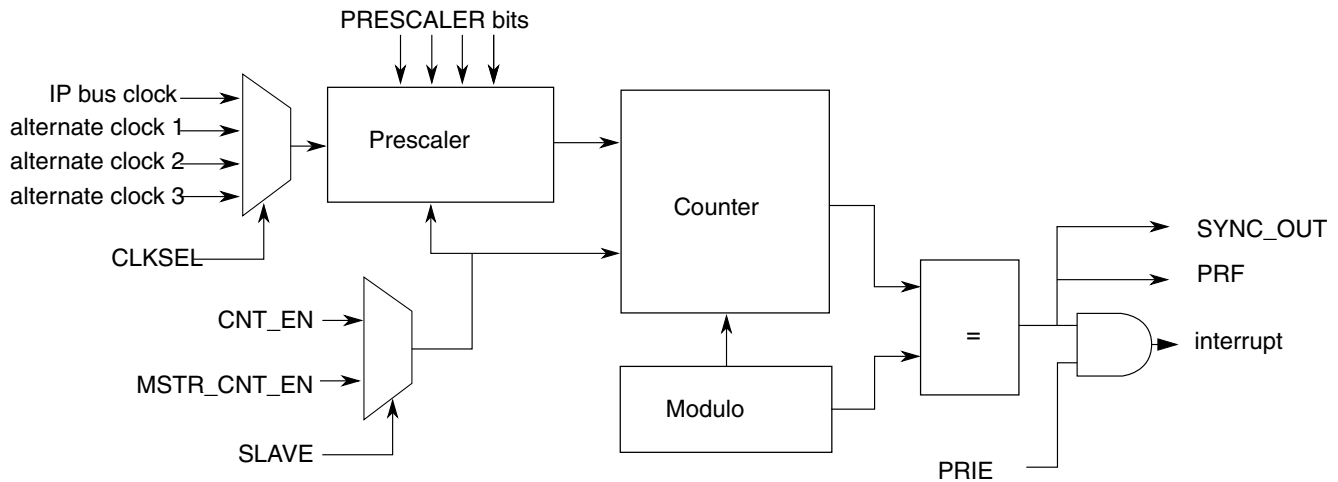 PRESCALER bits
IP bus clock
alternate clock 1
alternate clock 2
alternate clock 3
Prescaler
Counter
CLKSEL
SYNC_OUT
PRF
CNT_EN
=
interrupt
MSTR_CNT_EN
Modulo
SLAVE
PRIE